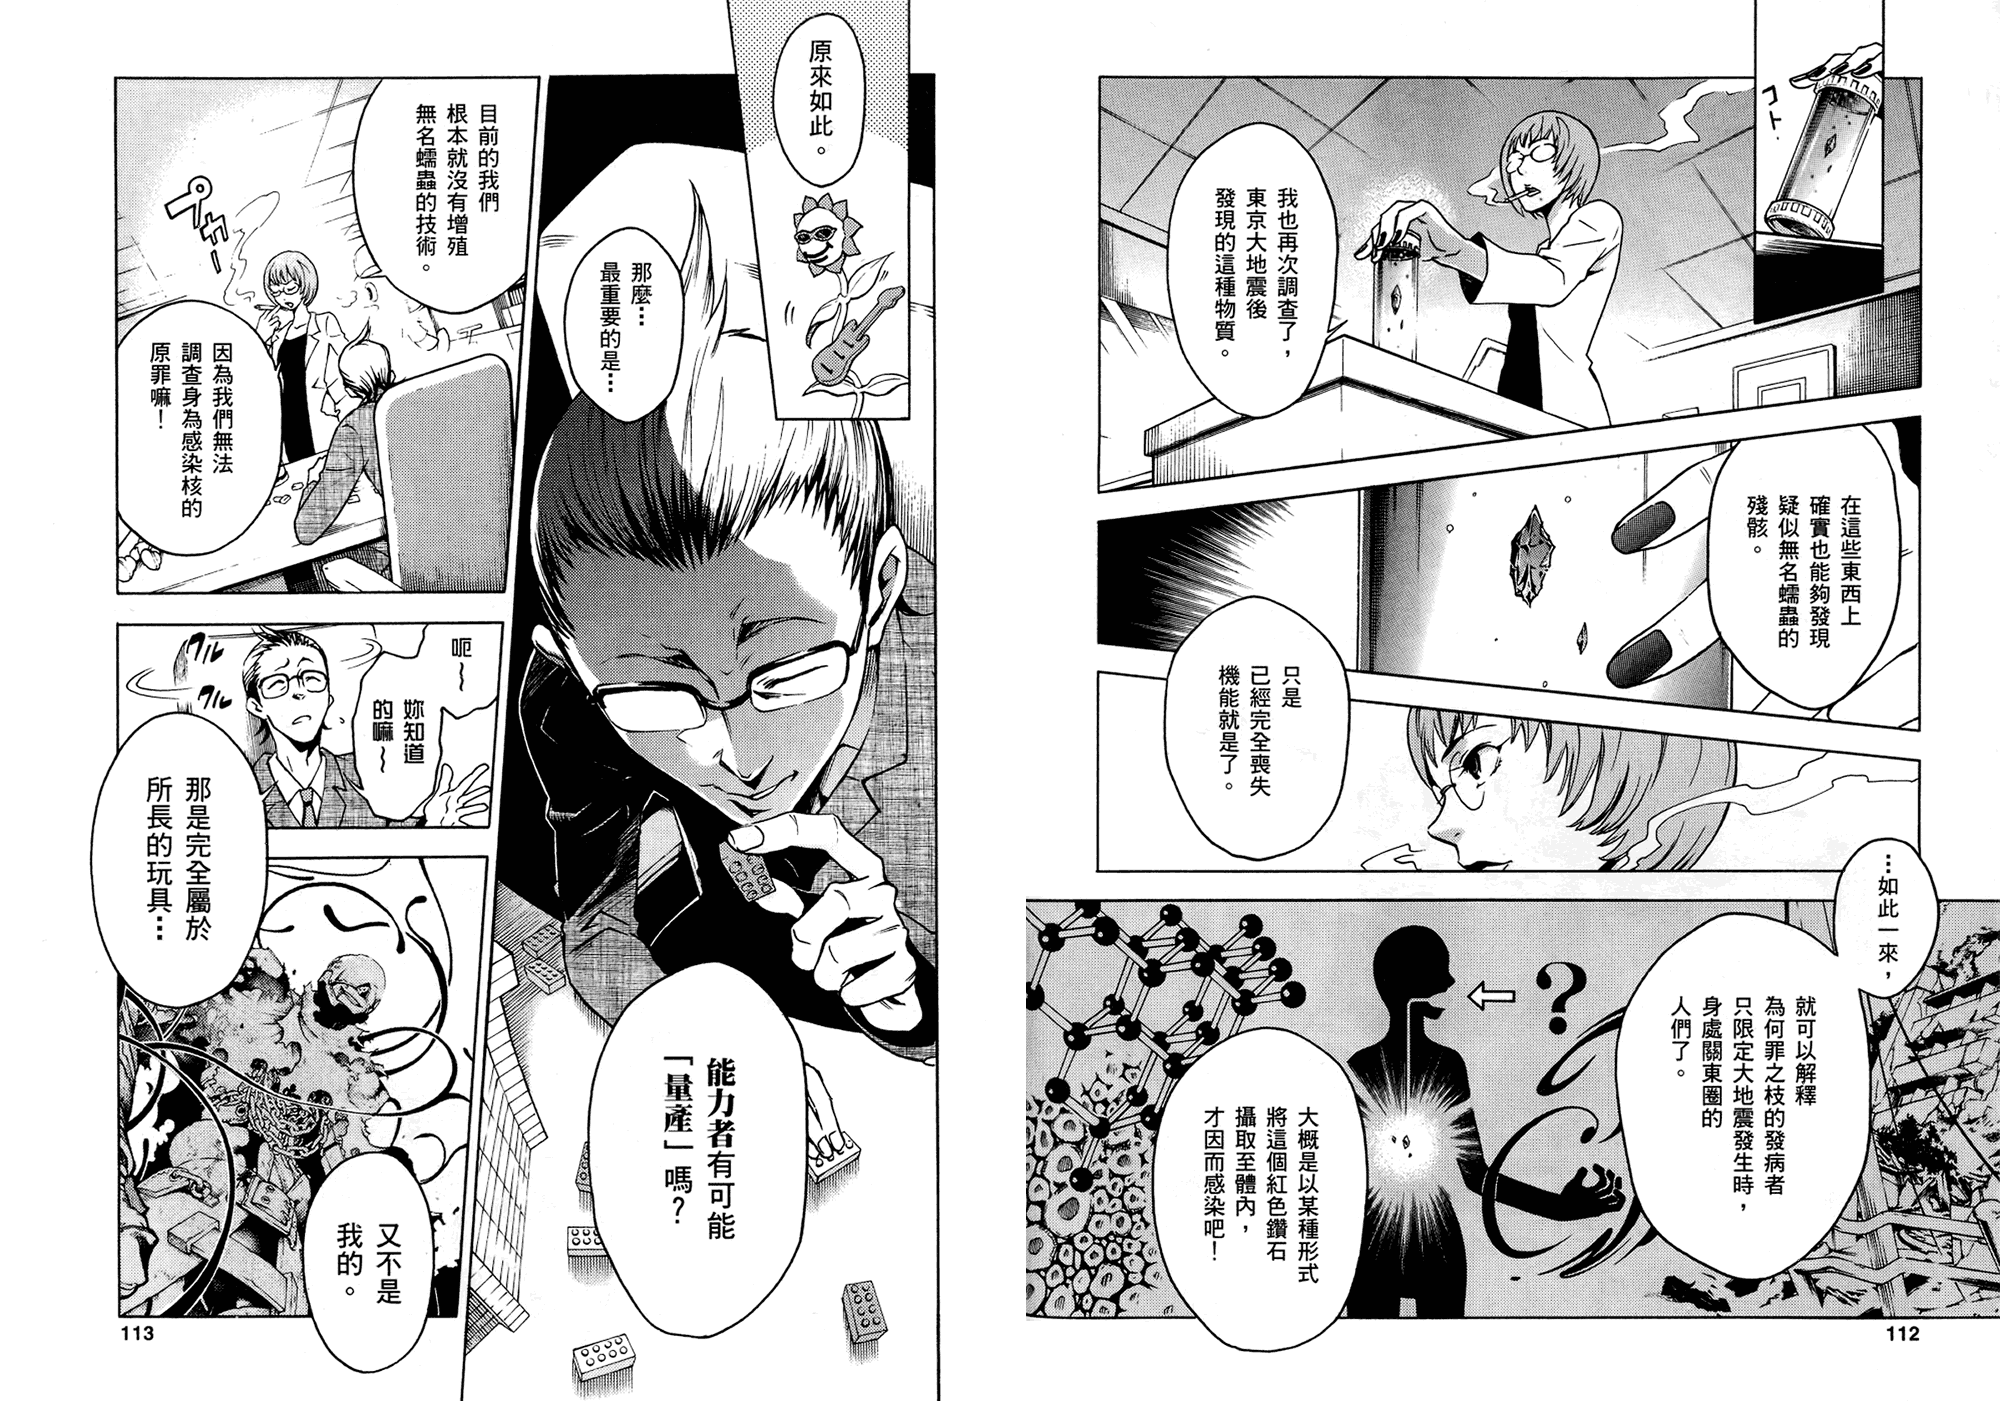 コトッ
我也再次調查了，
東京大地震後
發現的這種物質。
在這些東西上
確實也能夠發現
疑似無名蠕蟲的
殘骸。
只是
已經完全喪失
機能就是了。
…如此一來，
就可以解釋
為何罪之枝的發病者
只限定大地震發生時，
身處關東圈的
人們了。
？
大概是以某種形式
將這個紅色鑽石
攝取至體內，
才因而感染吧！
112
原來如此。
那麼…
最重要的是…
能力者有可能
「量產」嗎？
目前的我們
根本就沒有增殖
無名蠕蟲的技術。
ペカー
因為我們無法
調查身為感染核的
原罪嘛！
呃～
妳知道
的嘛～
クルッ
クルッ
那是完全屬於
所長的玩具…
又不是
我的。
113